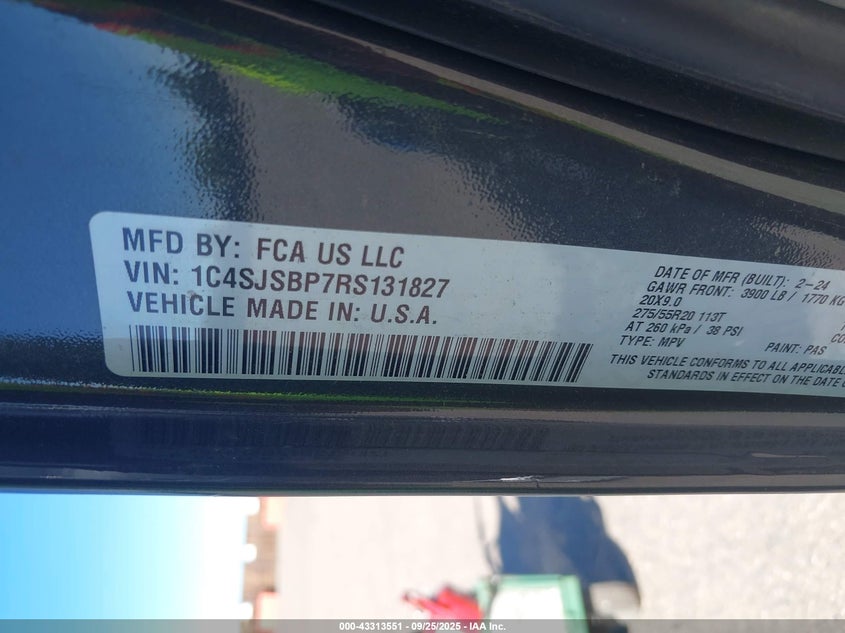 MFD BY: FCA US LLC
VIN: 1C4SJSBP7RS131827
VEHICLE MADE IN: U.S.A.
DATE OF MFR (BUILT): 2-24
GAWR FRONT: 3900 LB / 1770 KG
20X9.0
275/55R20 113T
AT 260 kPa / 38 PSI
TYPE: MPV PAINT: PAS
THIS VEHICLE CONFORMS TO ALL APPLICABLE
STANDARDS IN EFFECT ON THE DATE
000-43313551 - 09/25/2025 - IAA Inc.